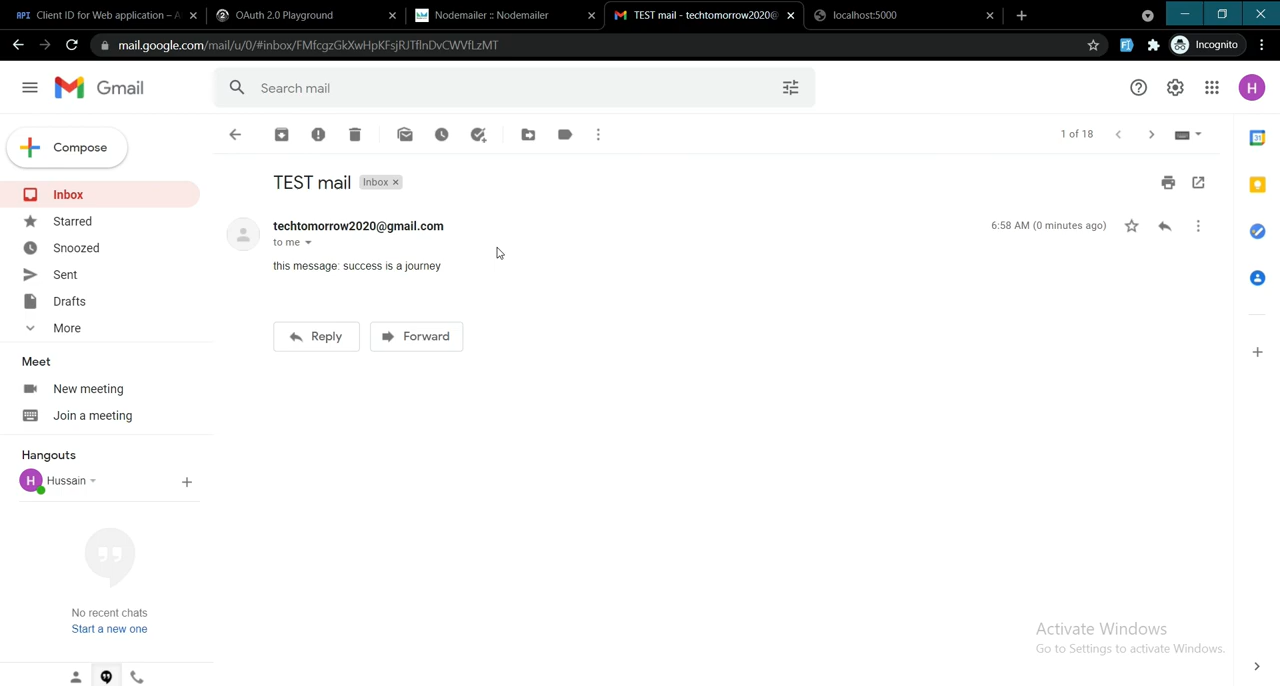 API Client ID for Web application – A
OAuth 2.0 Playground
Nodemailer :: Nodemailer
TEST mail - techtomorrow2020@
localhost:5000
mail.google.com/mail/u/0/#inbox/FMfcgzGkXwHpKFsjRJTflnDvCWVfLzMT
Incognito
Gmail
Search mail
H
Compose
1 of 18
31
Inbox
TEST mail Inbox ×
Starred
techtomorrow2020@gmail.com
6:58 AM (0 minutes ago)
to me
Snoozed
this message: success is a journey
Sent
Drafts
More
Reply
Forward
Meet
New meeting
Join a meeting
Hangouts
H Hussain
No recent chats
Start a new one
Activate Windows
Go to Settings to activate Windows.